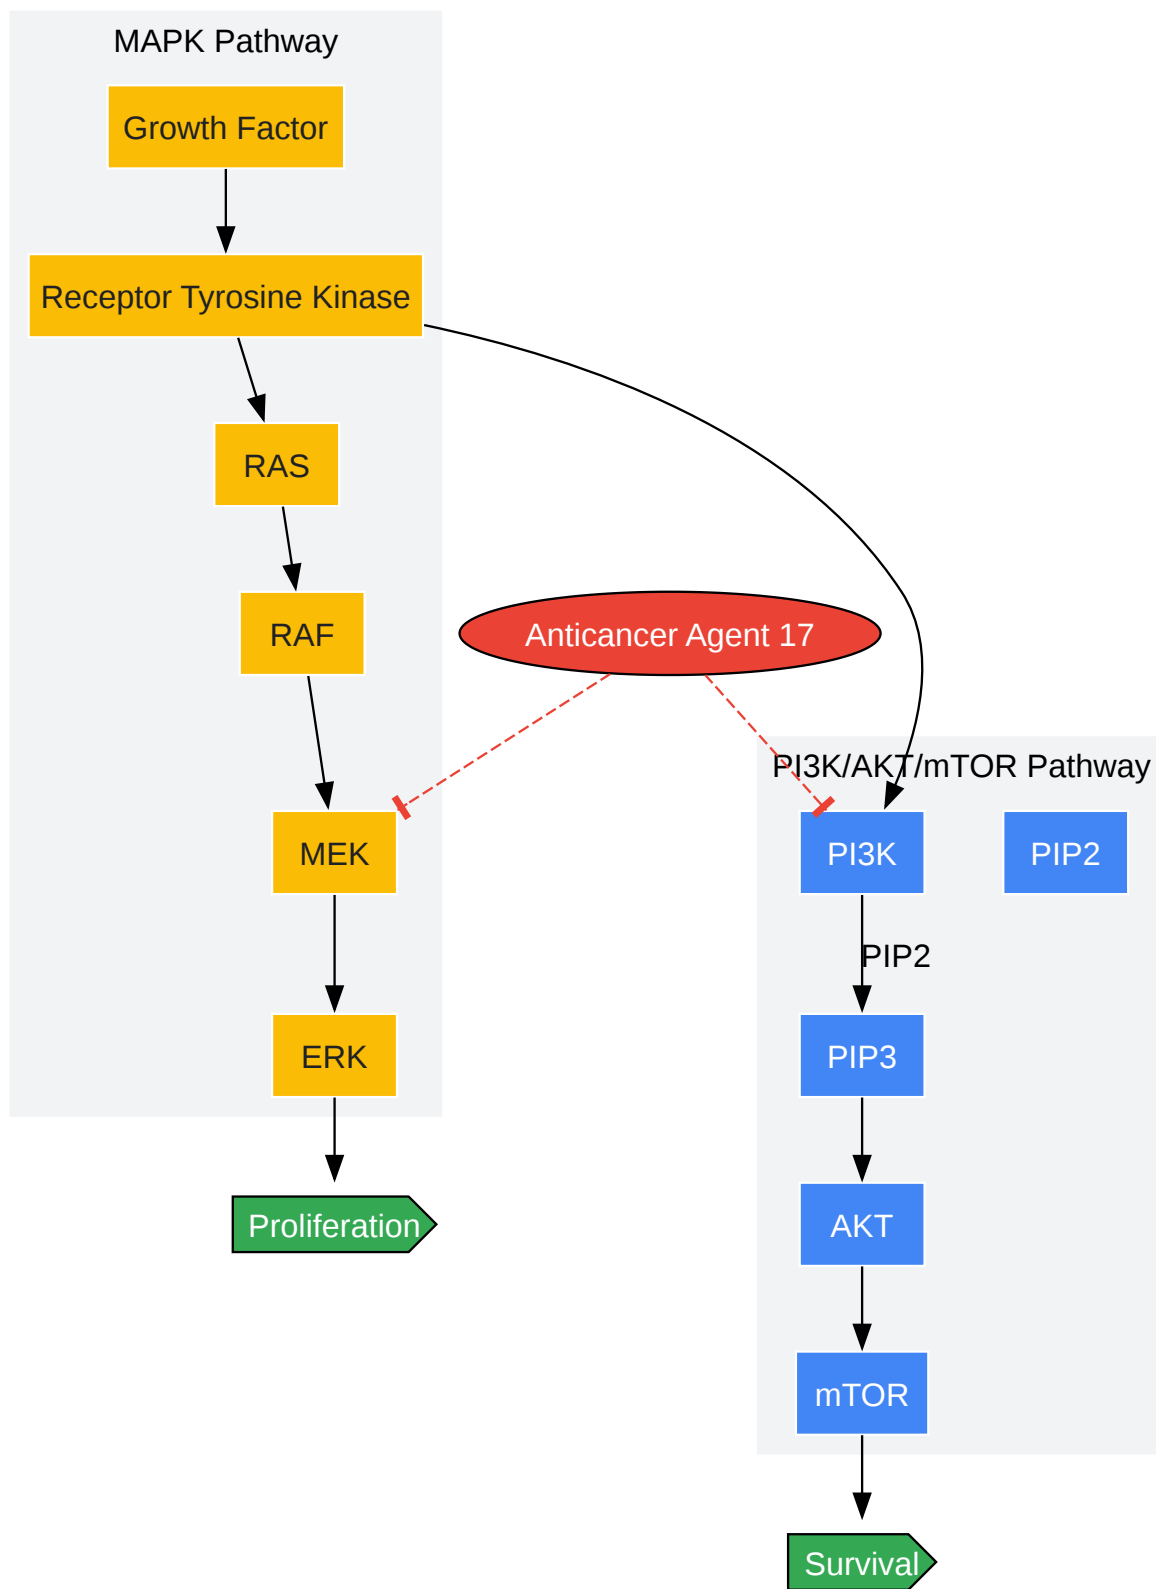 MAPK Pathway
Growth Factor
Receptor Tyrosine Kinase
RAS
RAF
Anticancer Agent 17
PI3K/AKT/mTOR Pathway
MEK
PI3K
PIP2
PIP2
ERK
PIP3
Proliferation
AKT
mTOR
Survival